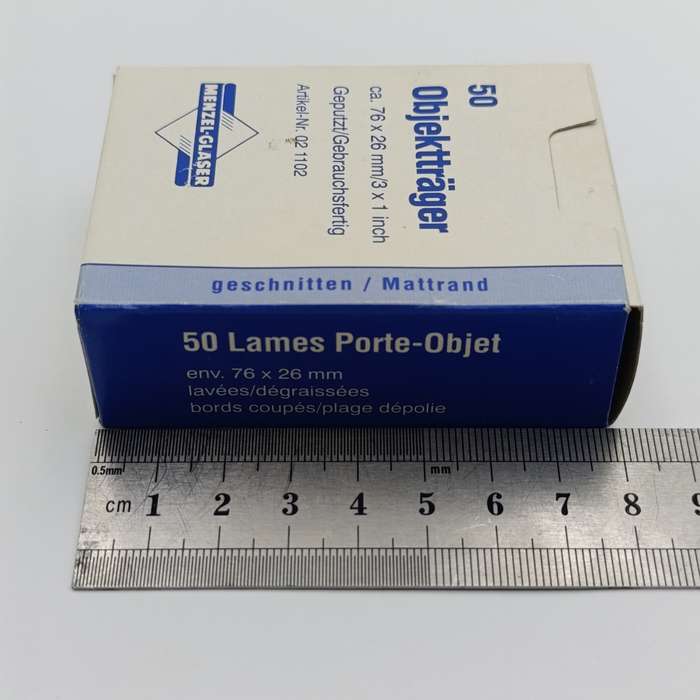 50
Objektträger
ca. 76 x 26 mm/3 x 1 inch
Geputzt/Gebrauchsfertig
Artikel-Nr. 02 1102
MENZEL-GLÄSER
geschnitten / Mattrand
50 Lames Porte-Objet
env. 76 x 26 mm
lavées/dégraissées
bords coupés/plage dépolie
0.5mm mm
cm 1 2 3 4 5 6 7 8 9